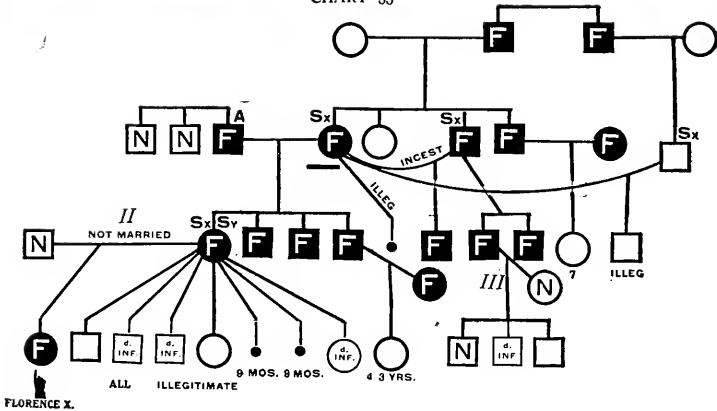 CHART 33
F F
A Sx Sx Sx
N N F F F F F
INCEST
ILLEG
II
NOT MARRIED
Sx Sy
N F F F F F F F
III
F N 7 ILLEG
F d. INF. d. INF. 9 MOS. 9 MOS. d. INF. 4 3 YRS. N d. INF
ALL ILLEGITIMATE
FLORENCE X.